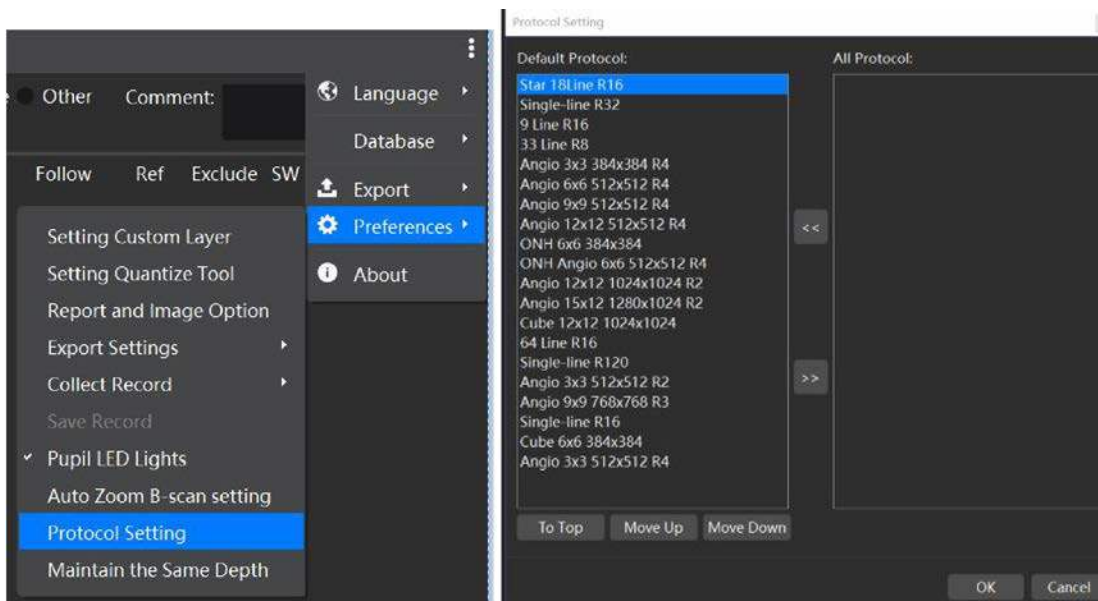 Other Comment:
Follow Ref Exclude SW
Language
Database
Export
Preferences
About
Setting Custom Layer
Setting Quantize Tool
Report and Image Option
Export Settings
Collect Record
Save Record
Pupil LED Lights
Auto Zoom B-scan setting
Protocol Setting
Maintain the Same Depth
Protocol Setting
Default Protocol:
Star 18Line R16
Single-line R32
9 Line R16
33 Line R8
Angio 3x3 384x384 R4
Angio 6x6 512x512 R4
Angio 9x9 512x512 R4
Angio 12x12 512x512 R4
ONH 6x6 384x384
ONH Angio 6x6 512x512 R4
Angio 12x12 1024x1024 R2
Angio 15x12 1280x1024 R2
Cube 12x12 1024x1024
64 Line R16
Single-line R120
Angio 3x3 512x512 R2
Angio 9x9 768x768 R3
Single-line R16
Cube 6x6 384x384
Angio 3x3 512x512 R4
To Top Move Up Move Down
<<
>>
All Protocol:
OK Cancel